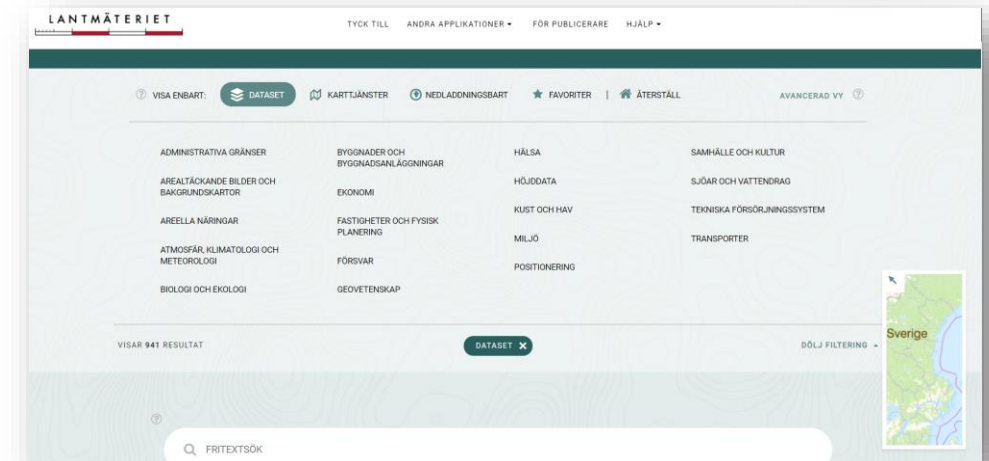 LANTMÄTERIET
TYCK TILL ANDRA APPLIKATIONER FÖR PUBLICERARE HJÄLP
? VISA ENBART: DATASET KARTTJÄNSTER NEDLADDNINGSBART FAVORITER | ÅTERSTÄLL AVANCERAD VY ?
ADMINISTRATIVA GRÄNSER
AREALTÄCKANDE BILDER OCH
BAKGRUNDSKARTOR
AREELLA NÄRINGAR
ATMOSFÄR, KLIMATOLOGI OCH
METEOROLOGI
BIOLOGI OCH EKOLOGI
BYGGNADER OCH
BYGGNADSANLÄGGNINGAR
EKONOMI
FASTIGHETER OCH FYSISK
PLANERING
FÖRSVAR
GEOVETENSKAP
HÄLSA
HÖJDDATA
KUST OCH HAV
MILJÖ
POSITIONERING
SAMHÄLLE OCH KULTUR
SJÖAR OCH VATTENDRAG
TEKNISKA FÖRSÖRJNINGSSYSTEM
TRANSPORTER
Sverige
VISAR 941 RESULTAT DATASET X DÖLJ FILTERING
?
FRITEXTSÖK